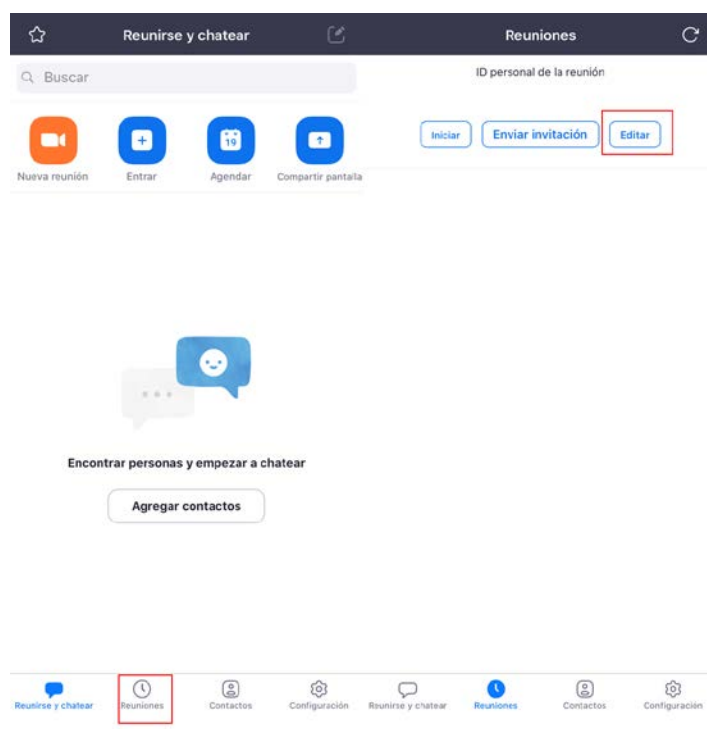 Reunirse y chatear
Buscar
19
Nueva reunión
Entrar
Agendar
Compartir pantalla
Encontrar personas y empezar a chatear
Agregar contactos
Reunirse y chatear
Reuniones
Contactos
Configuración
Reuniones
ID personal de la reunión
Iniciar
Enviar invitación
Editar
Reunirse y chatear
Reuniones
Contactos
Configuración